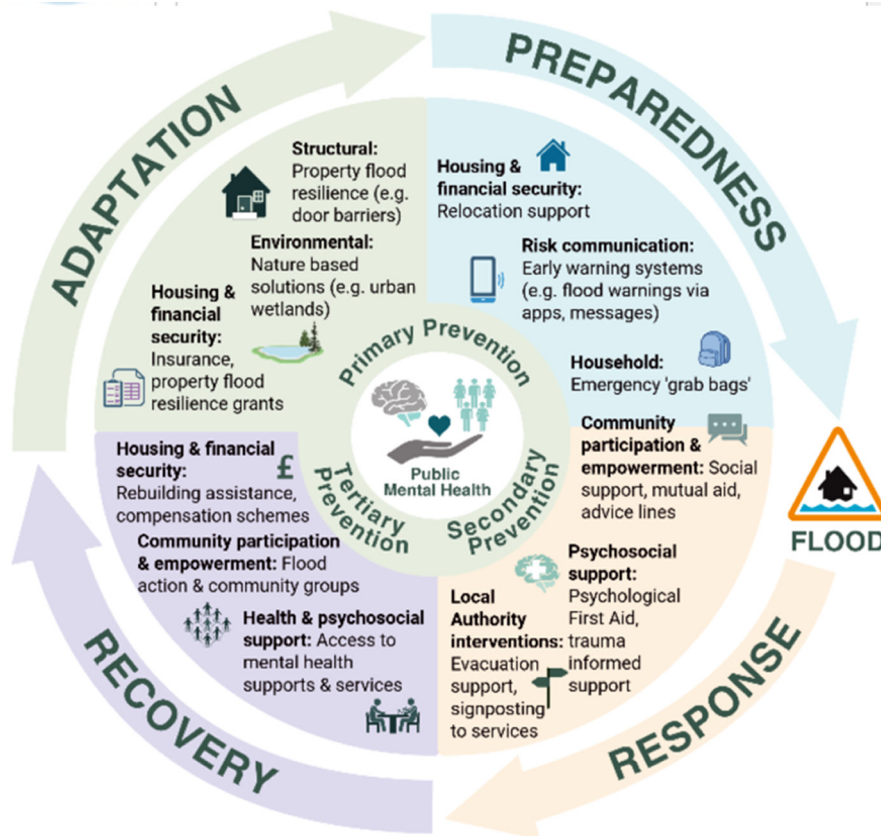 ADAPTATION
PREPAREDNESS
Structural:
Property flood
resilience (e.g.
door barriers)
Environmental:
Nature based
solutions (e.g. urban
wetlands)
Housing &
financial
security:
Insurance,
property flood
resilience grants
Housing &
financial security:
Relocation support
Risk communication:
Early warning systems
(e.g. flood warnings via
apps, messages)
Household:
Emergency 'grab bags'
Primary Prevention
Public
Mental Health
Secondary
Prevention
Tertiary
Prevention
Community
participation &
empowerment: Social
support, mutual aid,
advice lines
FLOOD
Psychosocial
support:
Psychological
First Aid,
trauma
informed
support
Local
Authority
interventions:
Evacuation
support,
signposting
to services
RESPONSE
Housing & financial
security:
£
Rebuilding assistance,
compensation schemes
Community participation
& empowerment: Flood
action & community groups
Health & psychosocial
support: Access to
mental health
supports & services
RECOVERY